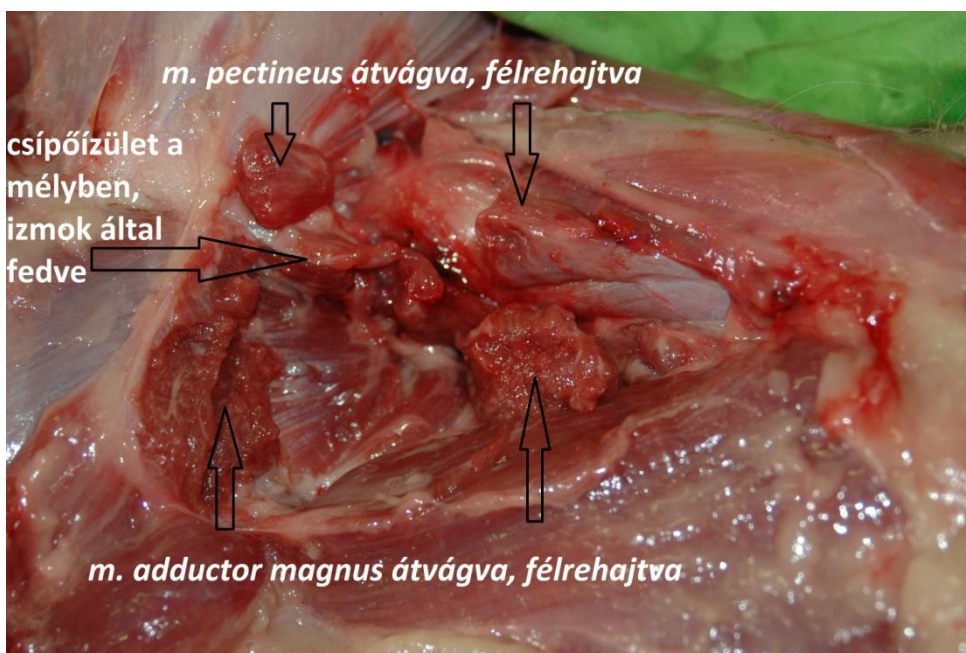 m. pectineus átvágva, félrehajtva
csípőízület a
mélyben,
izmok által
fedve
m. adductor magnus átvágva, félrehajtva